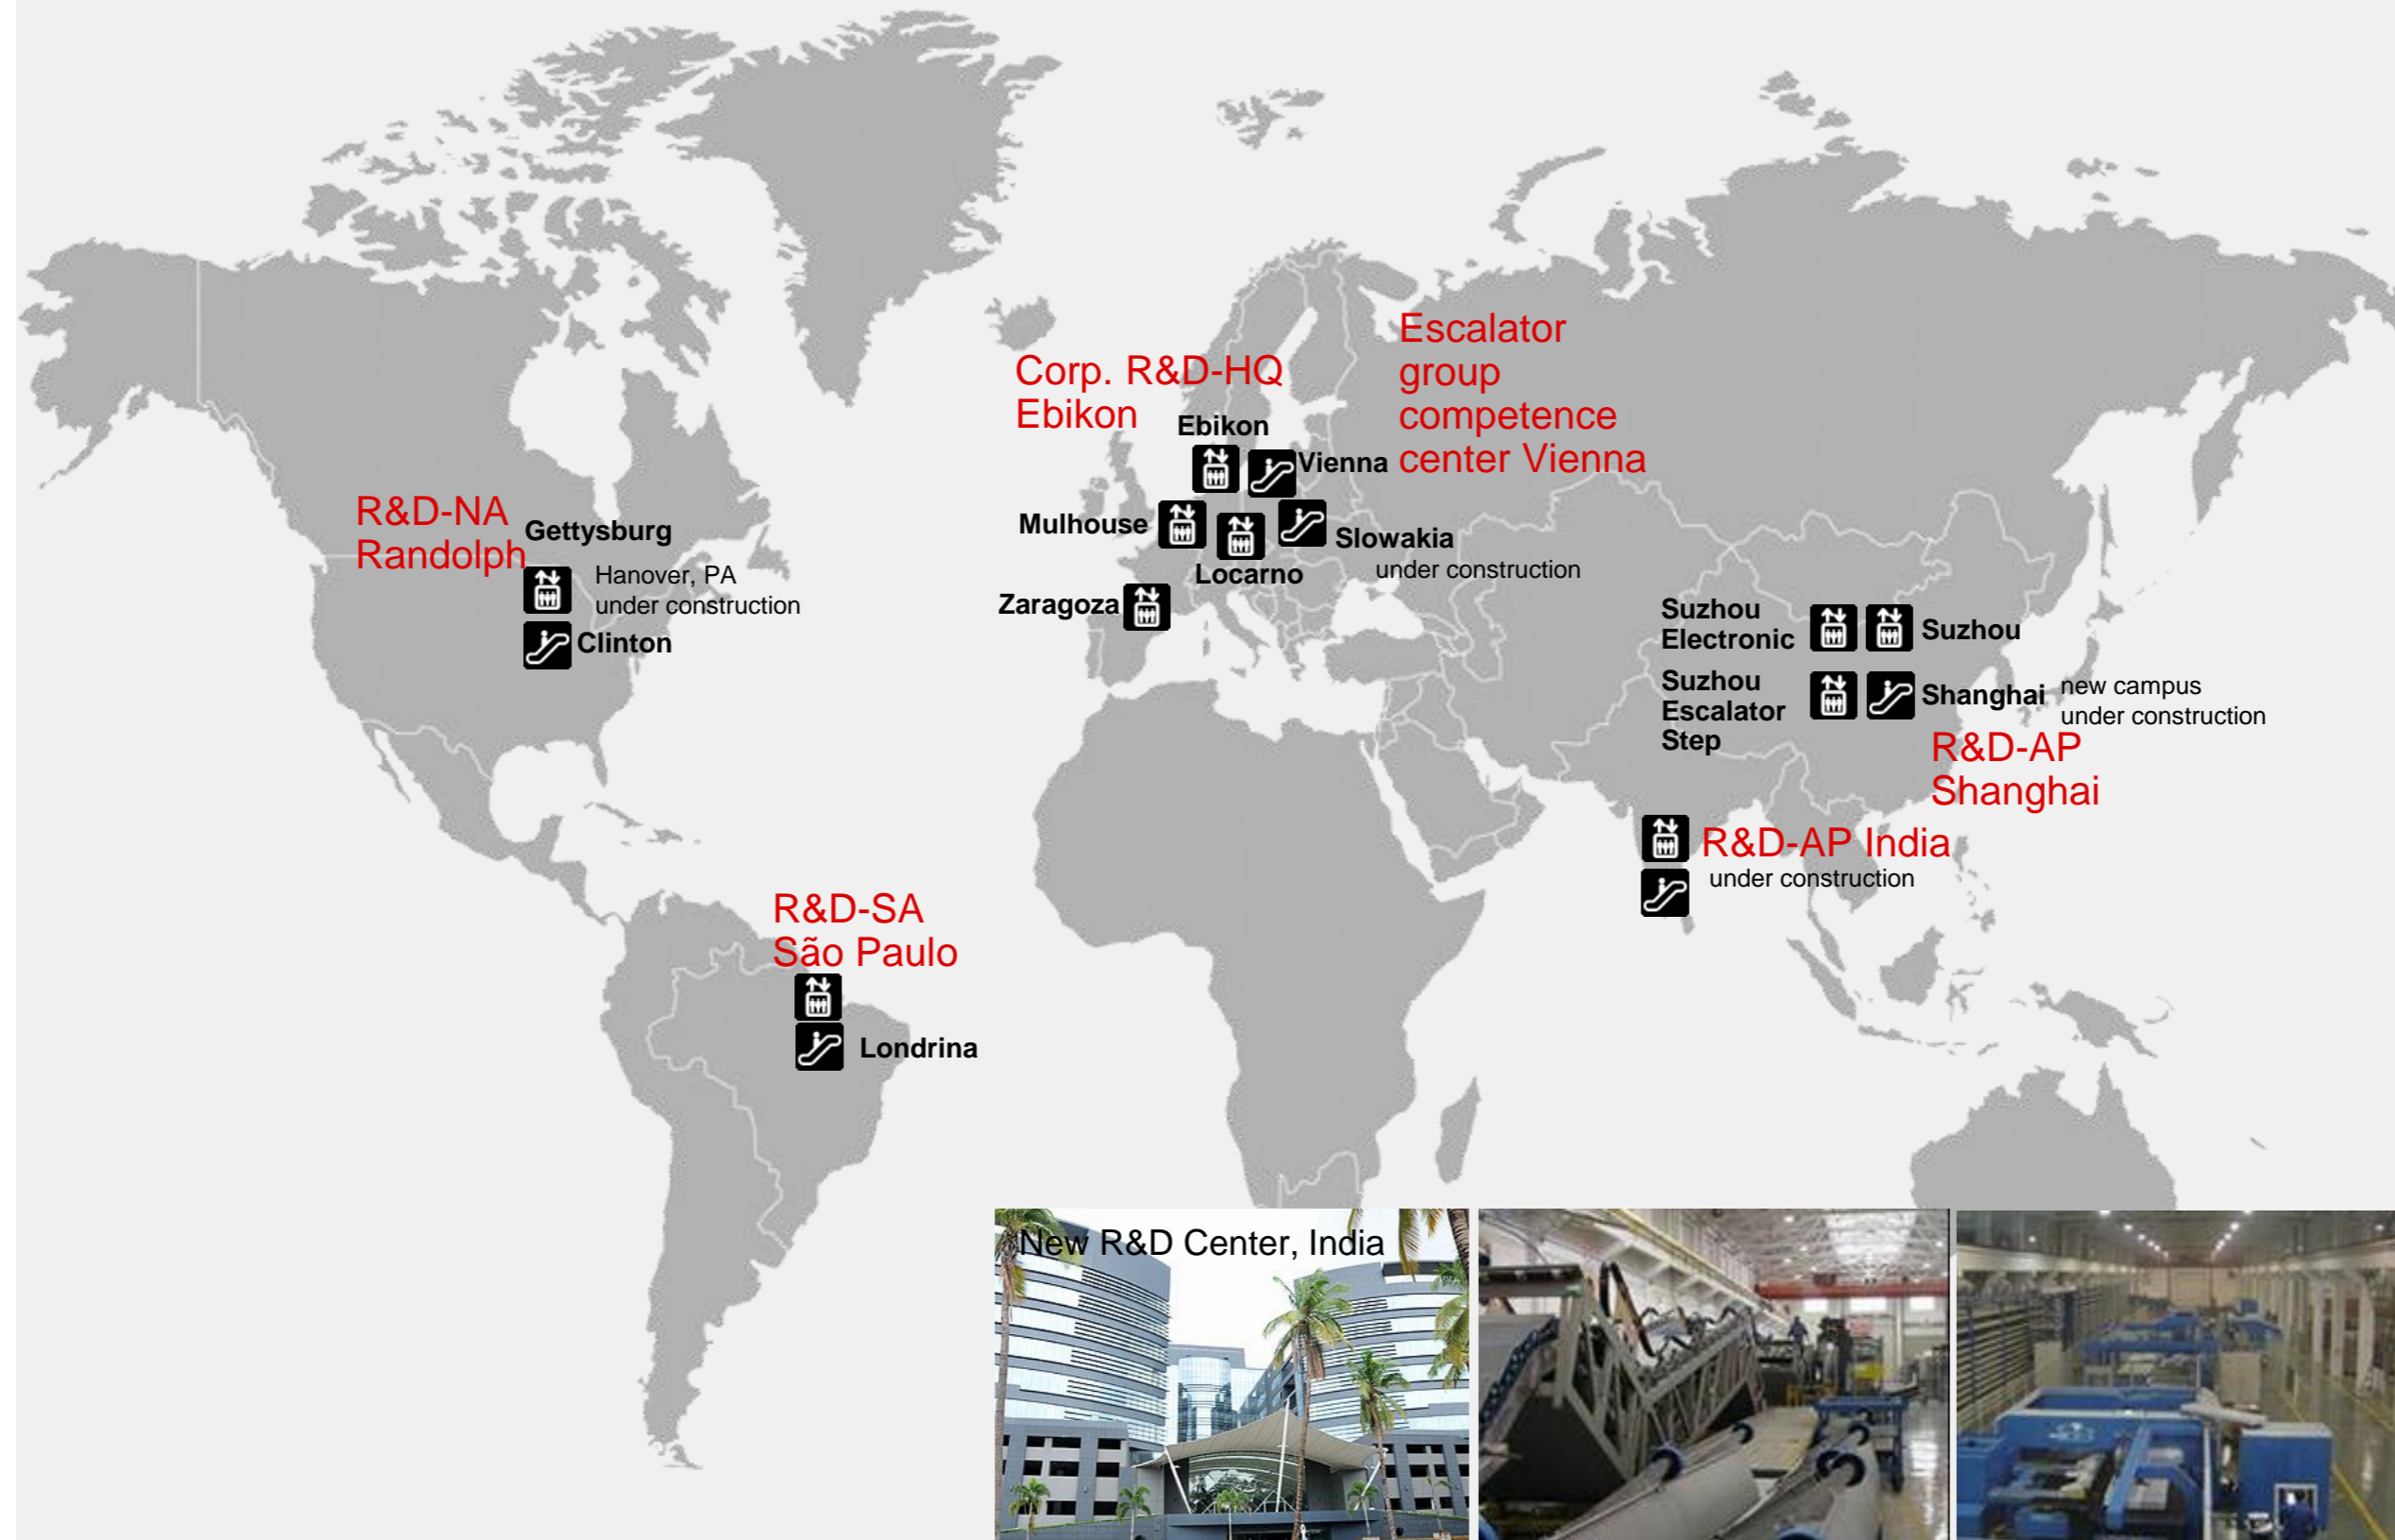 Escalator
group
competence
center Vienna
Corp. R&D-HQ
Ebikon
Ebikon
Vienna
Mulhouse
Slowakia
under construction
Locarno
Zaragoza
R&D-NA
Randolph
Gettysburg
Hanover, PA
under construction
Clinton
Suzhou
Electronic
Suzhou
Suzhou
Escalator
Step
Shanghai
new campus
under construction
R&D-AP
Shanghai
R&D-AP India
under construction
R&D-SA
São Paulo
Londrina
New R&D Center, India